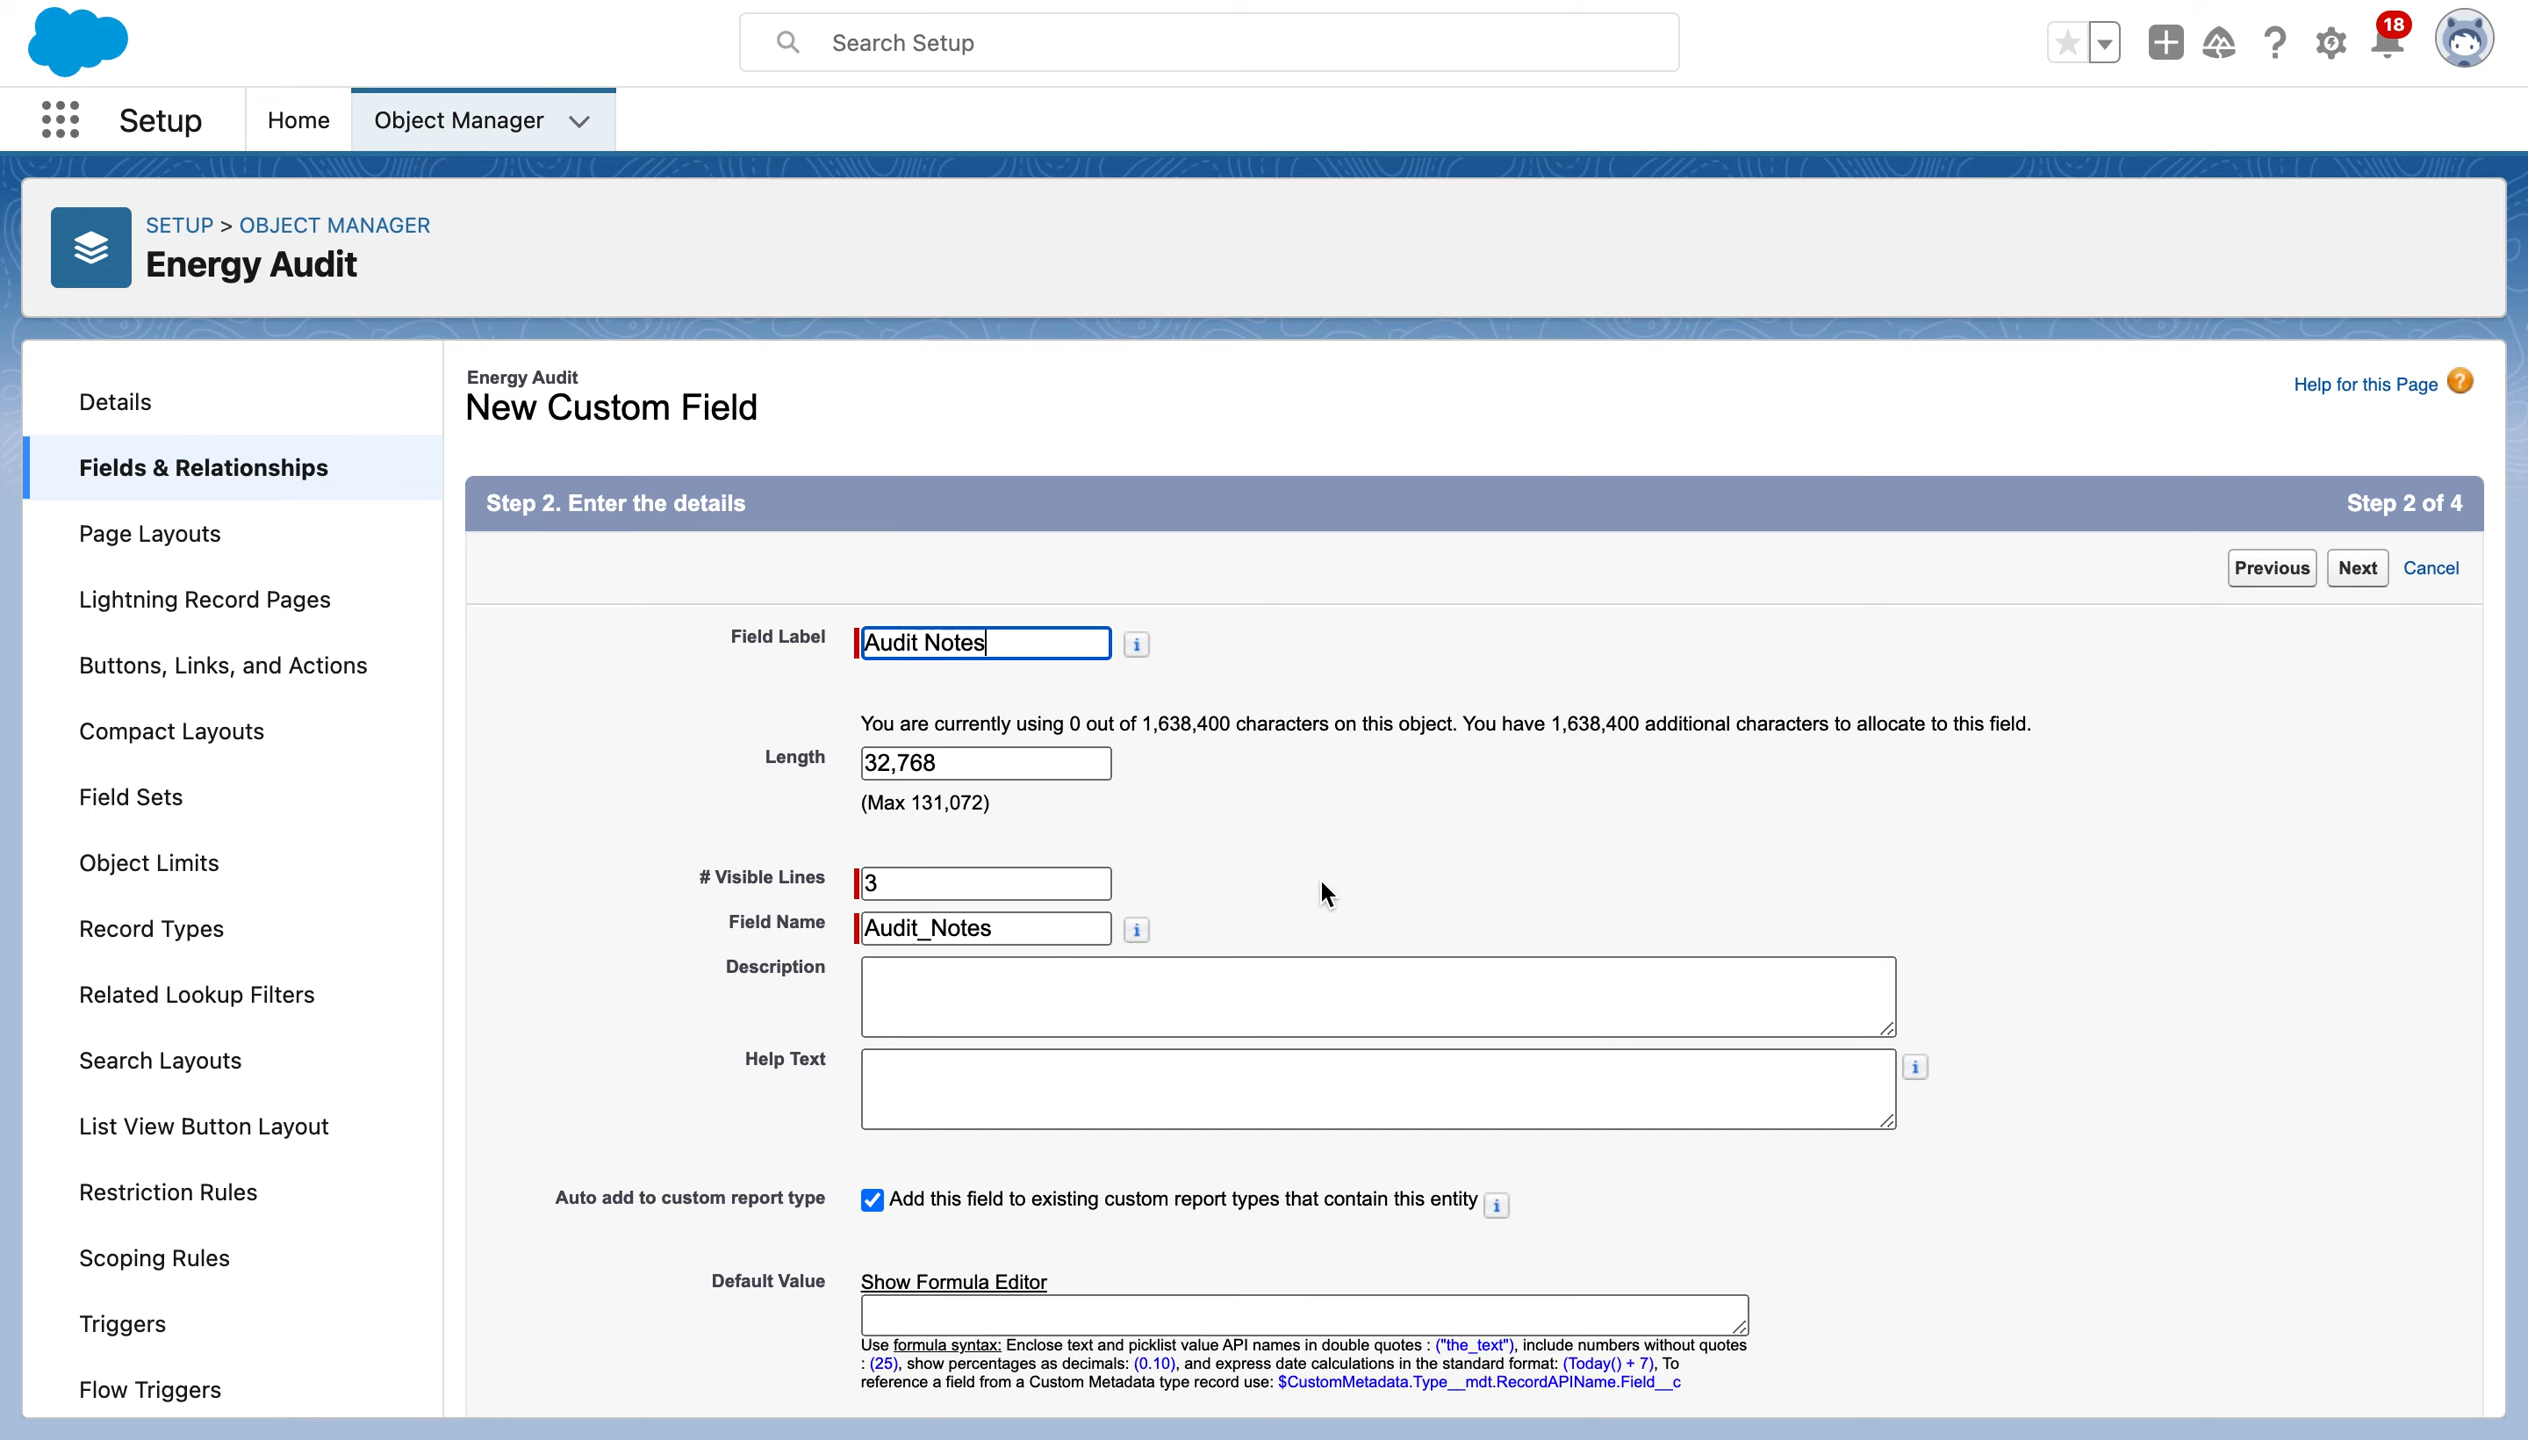 Search Setup
18
Setup
Home
Object Manager
SETUP > OBJECT MANAGER
Energy Audit
Details
Fields & Relationships
Page Layouts
Lightning Record Pages
Buttons, Links, and Actions
Compact Layouts
Field Sets
Object Limits
Record Types
Related Lookup Filters
Search Layouts
List View Button Layout
Restriction Rules
Scoping Rules
Triggers
Flow Triggers
Energy Audit
New Custom Field
Help for this Page ?
Step 2. Enter the details
Step 2 of 4
Previous Next Cancel
Field Label Audit Notes i
You are currently using 0 out of 1,638,400 characters on this object. You have 1,638,400 additional characters to allocate to this field.
Length 32,768
(Max 131,072)
# Visible Lines 3
Field Name Audit_Notes i
Description
Help Text i
Auto add to custom report type Add this field to existing custom report types that contain this entity i
Default Value Show Formula Editor
Use formula syntax: Enclose text and picklist value API names in double quotes : ("the_text"), include numbers without quotes
: (25), show percentages as decimals: (0.10), and express date calculations in the standard format: (Today() + 7), To
reference a field from a Custom Metadata type record use: $CustomMetadata.Type__mdt.RecordAPIName.Field__c